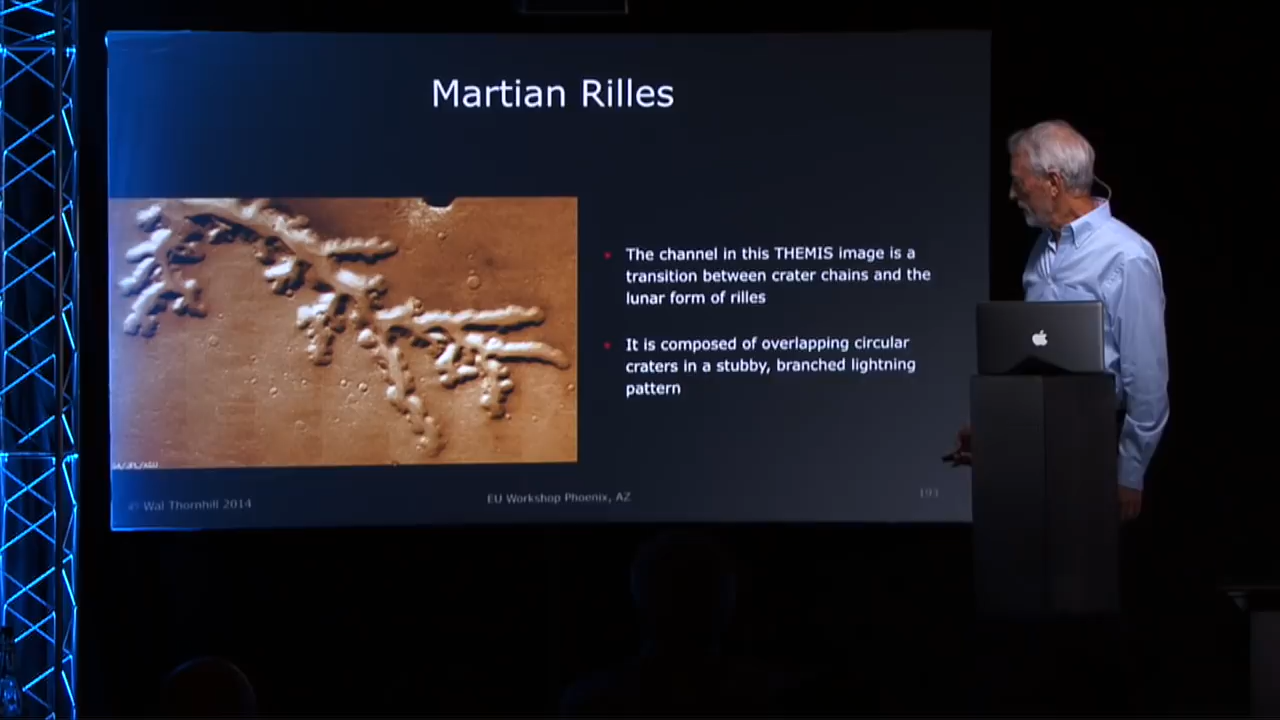 Martian Rilles
The channel in this THEMIS image is a
transition between crater chains and the
lunar form of rilles
It is composed of overlapping circular
craters in a stubby, branched lightning
pattern
© Wal Thornhill 2014
EU Workshop Phoenix, AZ
193